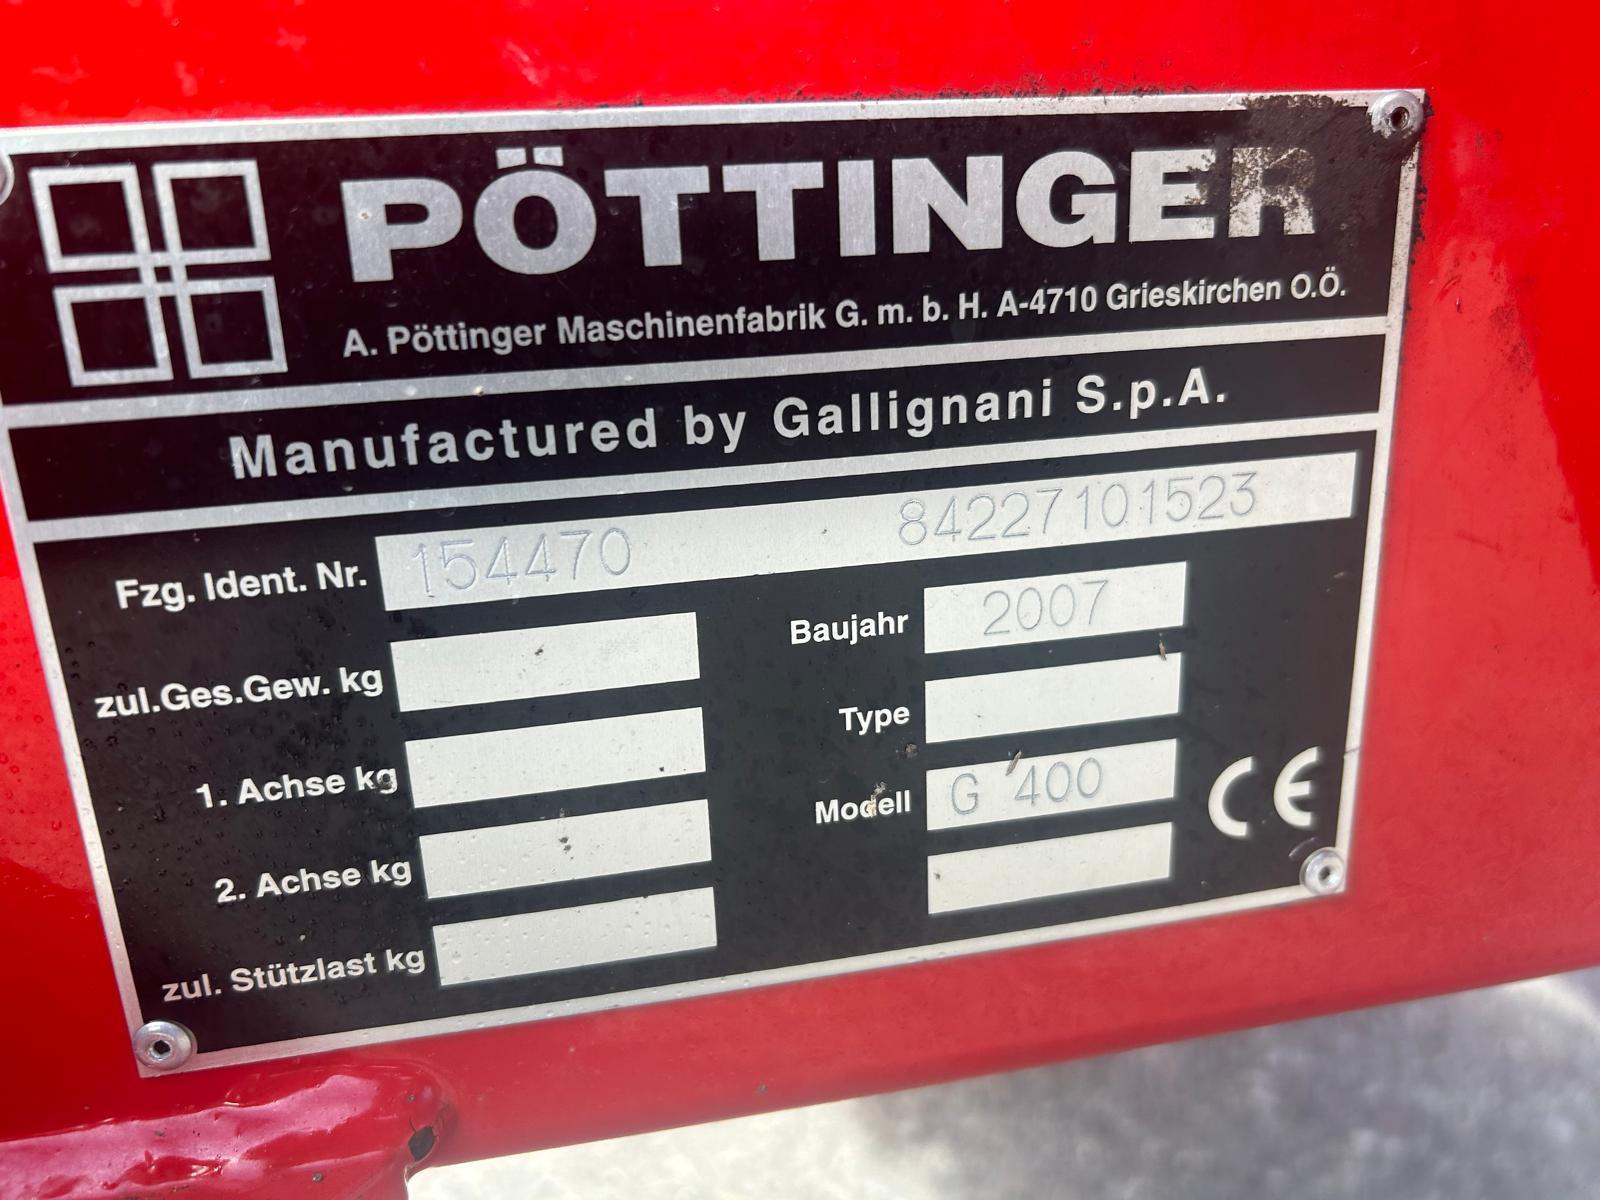 PÖTTINGER
A. Pöttinger Maschinenfabrik G. m. b. H. A-4710 Grieskirchen O.Ö.
Manufactured by Gallignani S.p.A.
Fzg. Ident. Nr. 154470 84227101523
zul.Ges.Gew. kg
Baujahr 2007
1. Achse kg
Type
2. Achse kg
Modell G 400
zul. Stützlast kg
CE